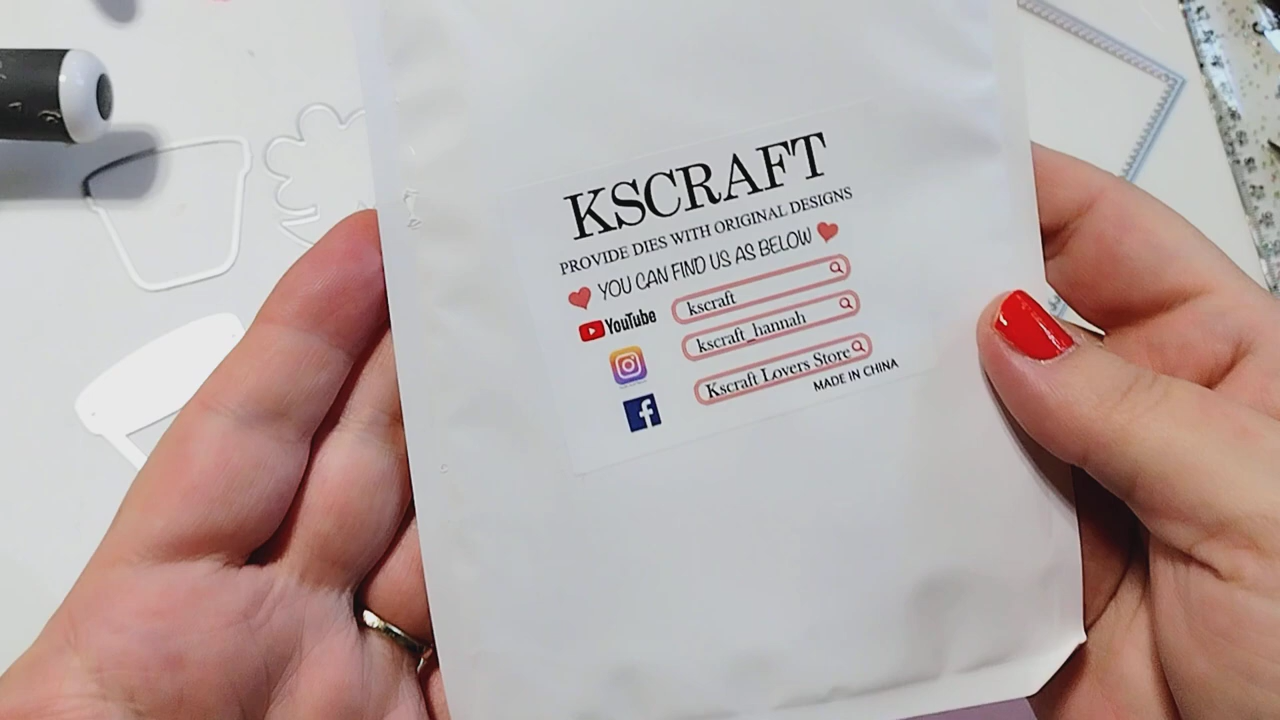 KSCRAFT
PROVIDE DIES WITH ORIGINAL DESIGNS
YOU CAN FIND US AS BELOW
YouTube kscraft
kscraft_hannah
f Kscraft Lovers Store
MADE IN CHINA